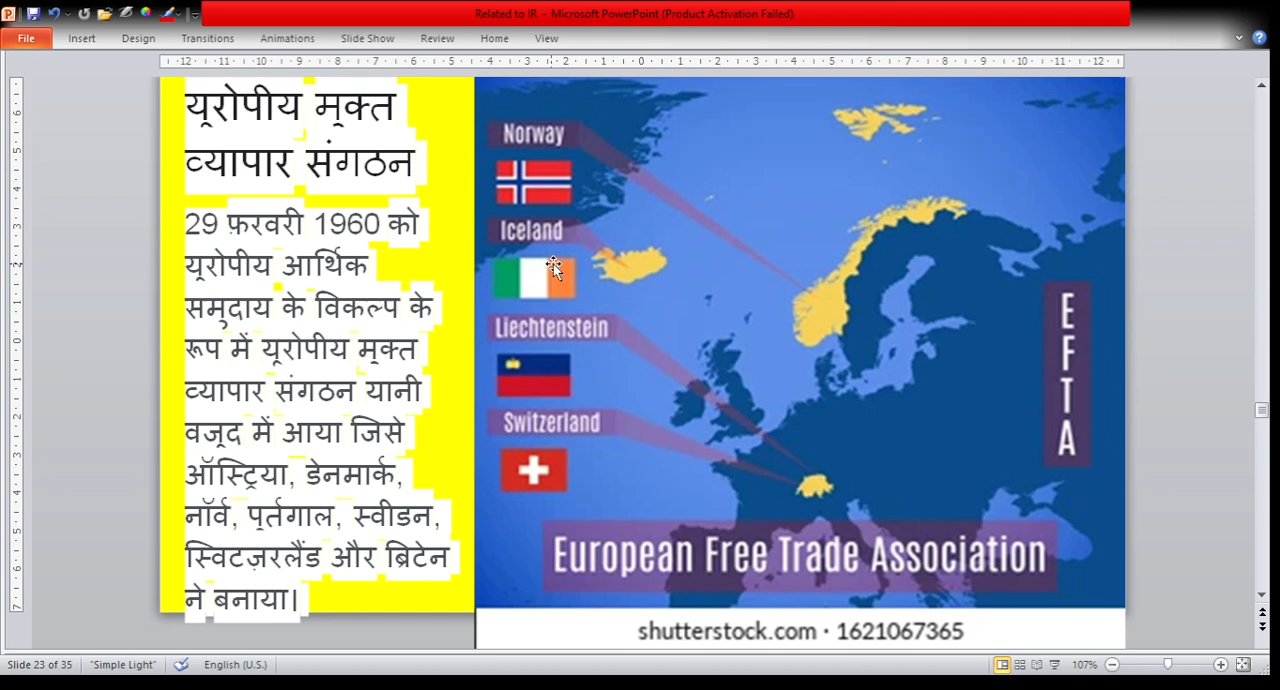 Related to IR - Microsoft PowerPoint (Product Activation Failed)
File Insert Design Transitions Animations Slide Show Review Home View
यूरोपीय मुक्त
व्यापार संगठन
29 फ़रवरी 1960 को
यूरोपीय आर्थिक
समुदाय के विकल्प के
रूप में यूरोपीय मुक्त
व्यापार संगठन यानी
वजूद में आया जिसे
ऑस्ट्रिया, डेनमार्क,
नॉर्वे, पुर्तगाल, स्वीडन,
स्विटज़रलैंड और ब्रिटेन
ने बनाया।
Norway
Iceland
Liechtenstein
Switzerland
EFTA
European Free Trade Association
shutterstock.com · 1621067365
Slide 23 of 35 "Simple Light" English (U.S.) 107%